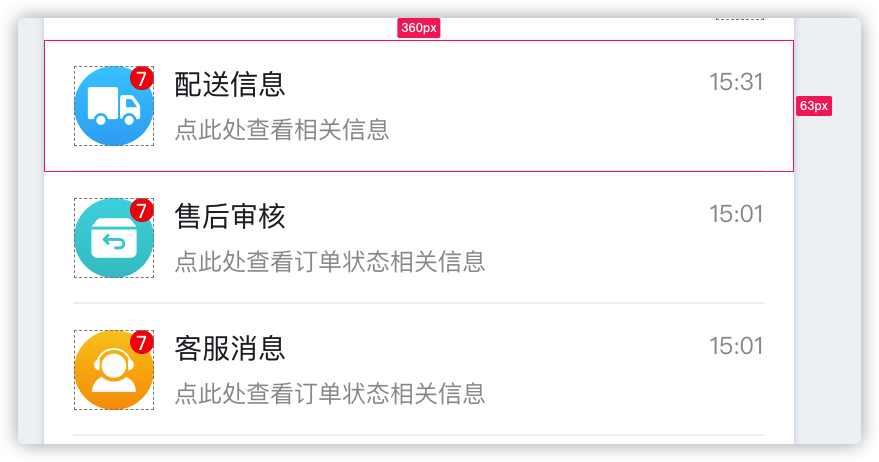 360px
7
配送信息
15:31
63px
点此处查看相关信息
7
售后审核
15:01
点此处查看订单状态相关信息
7
客服消息
15:01
点此处查看订单状态相关信息